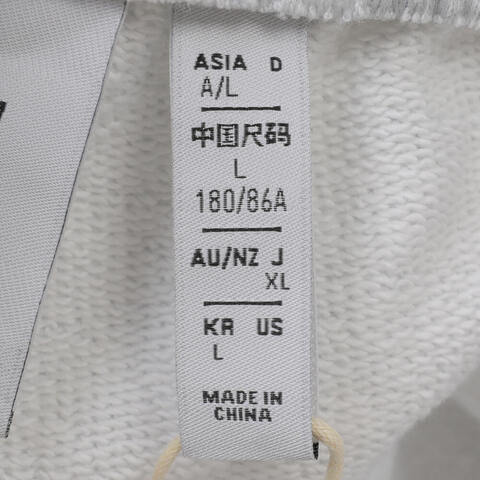 ASIA D
A/L
中国尺码
L
180/86A
AU/NZ J
XL
KR US
L
MADE IN
CHINA